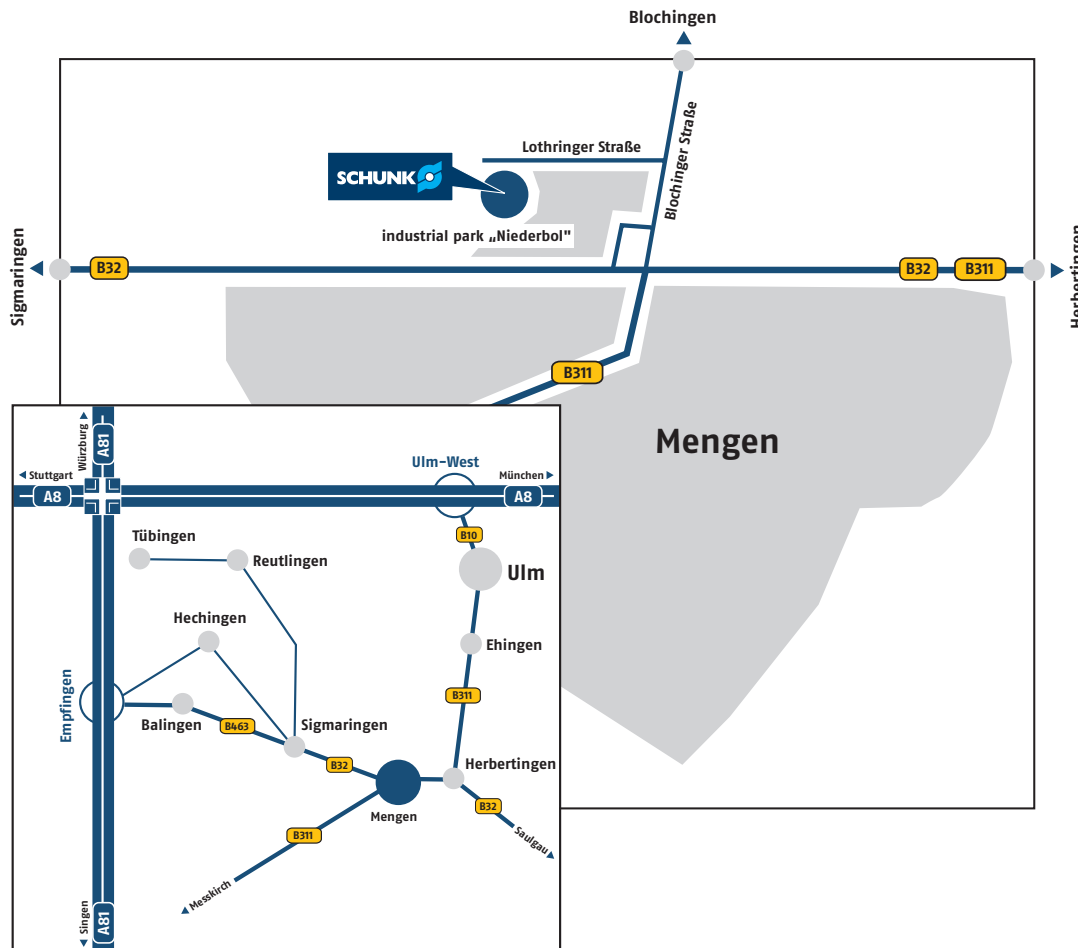 Blochingen
Blochinger Straße
Lothringer Straße
SCHUNK
industrial park „Niederbol"
Sigmaringen
B32
B32
B311
Herbertingen
B311
Mengen
Würzburg
A81
Stuttgart
A8
Ulm-West
München
A8
B10
Tübingen
Reutlingen
Ulm
Hechingen
Ehingen
Empfingen
B311
Balingen
B463
Sigmaringen
B32
Herbertingen
Mengen
B32
B311
Saulgau
Messkirch
Singen
A81